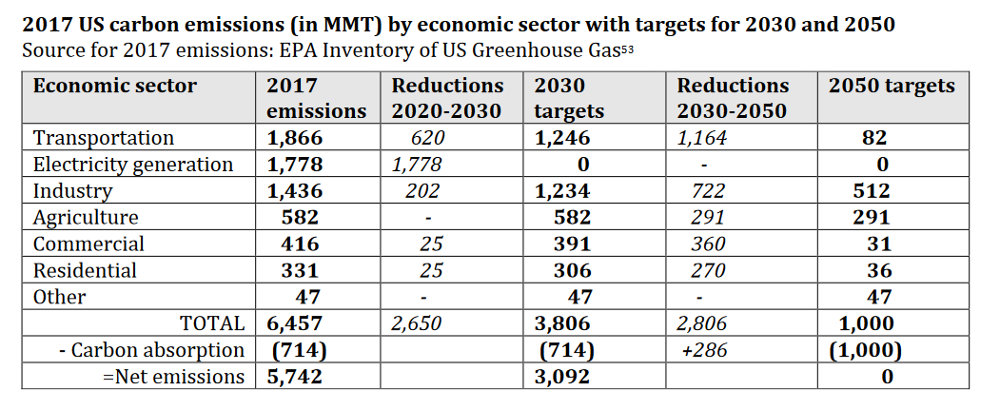 2017 US carbon emissions (in MMT) by economic sector with targets for 2030 and 2050
Source for 2017 emissions: EPA Inventory of US Greenhouse Gas53
Economic sector 2017 emissions Reductions 2020-2030 2030 targets Reductions 2030-2050 2050 targets
Transportation 1,866 620 1,246 1,164 82
Electricity generation 1,778 1,778 0 - 0
Industry 1,436 202 1,234 722 512
Agriculture 582 - 582 291 291
Commercial 416 25 391 360 31
Residential 331 25 306 270 36
Other 47 - 47 - 47
TOTAL 6,457 2,650 3,806 2,806 1,000
- Carbon absorption (714) (714) +286 (1,000)
=Net emissions 5,742 3,092 0